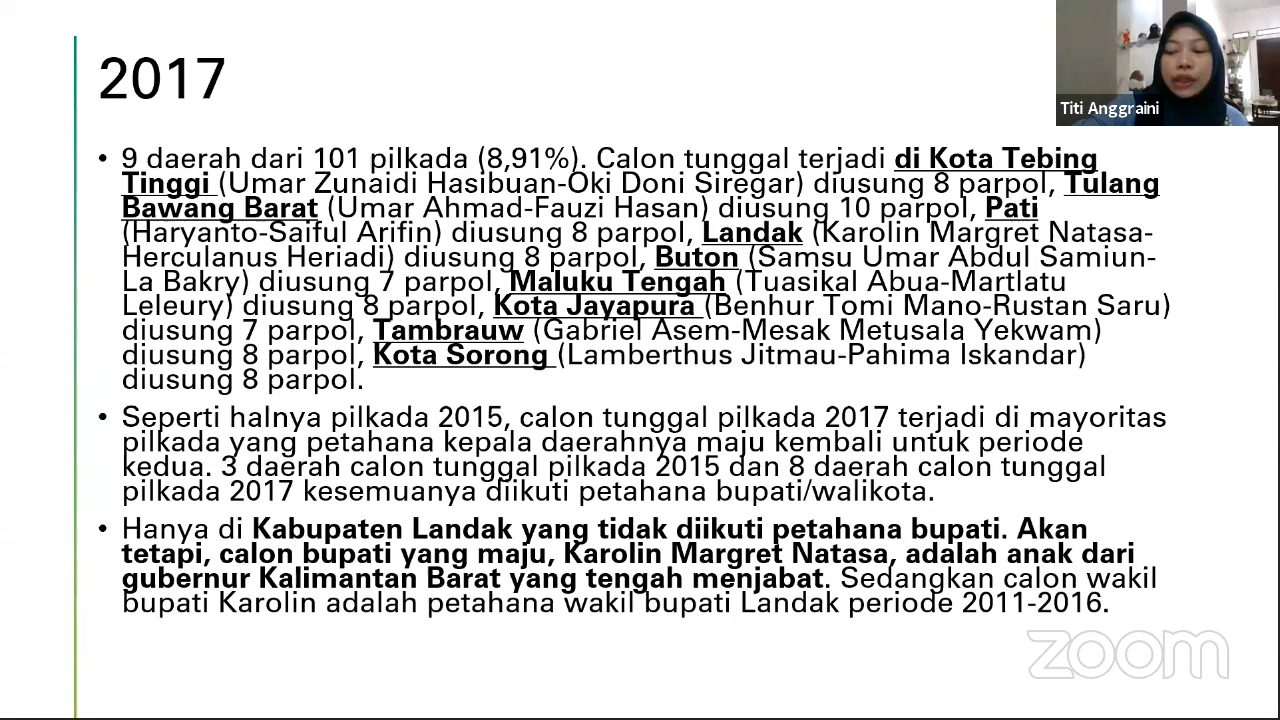 2017
Titi Anggraini
• 9 daerah dari 101 pilkada (8,91%). Calon tunggal terjadi di Kota Tebing
Tinggi (Umar Zunaidi Hasibuan-Oki Doni Siregar) diusung 8 parpol, Tulang
Bawang Barat (Umar Ahmad-Fauzi Hasan) diusung 10 parpol, Pati
(Haryanto-Saiful Arifin) diusung 8 parpol, Landak (Karolin Margret Natasa-
Herculanus Heriadi) diusung 8 parpol, Buton (Samsu Umar Abdul Samiun-
La Bakry) diusung 7 parpol, Maluku Tengah (Tuasikal Abua-Martlatu
Leleury) diusung 8 parpol, Kota Jayapura (Benhur Tomi Mano-Rustan Saru)
diusung 7 parpol, Tambrauw (Gabriel Asem-Mesak Metusala Yekwam)
diusung 8 parpol, Kota Sorong (Lamberthus Jitmau-Pahima Iskandar)
diusung 8 parpol.
• Seperti halnya pilkada 2015, calon tunggal pilkada 2017 terjadi di mayoritas
pilkada yang petahana kepala daerahnya maju kembali untuk periode
kedua. 3 daerah calon tunggal pilkada 2015 dan 8 daerah calon tunggal
pilkada 2017 kesemuanya diikuti petahana bupati/walikota.
• Hanya di Kabupaten Landak yang tidak diikuti petahana bupati. Akan
tetapi, calon bupati yang maju, Karolin Margret Natasa, adalah anak dari
gubernur Kalimantan Barat yang tengah menjabat. Sedangkan calon wakil
bupati Karolin adalah petahana wakil bupati Landak periode 2011-2016.
zoom